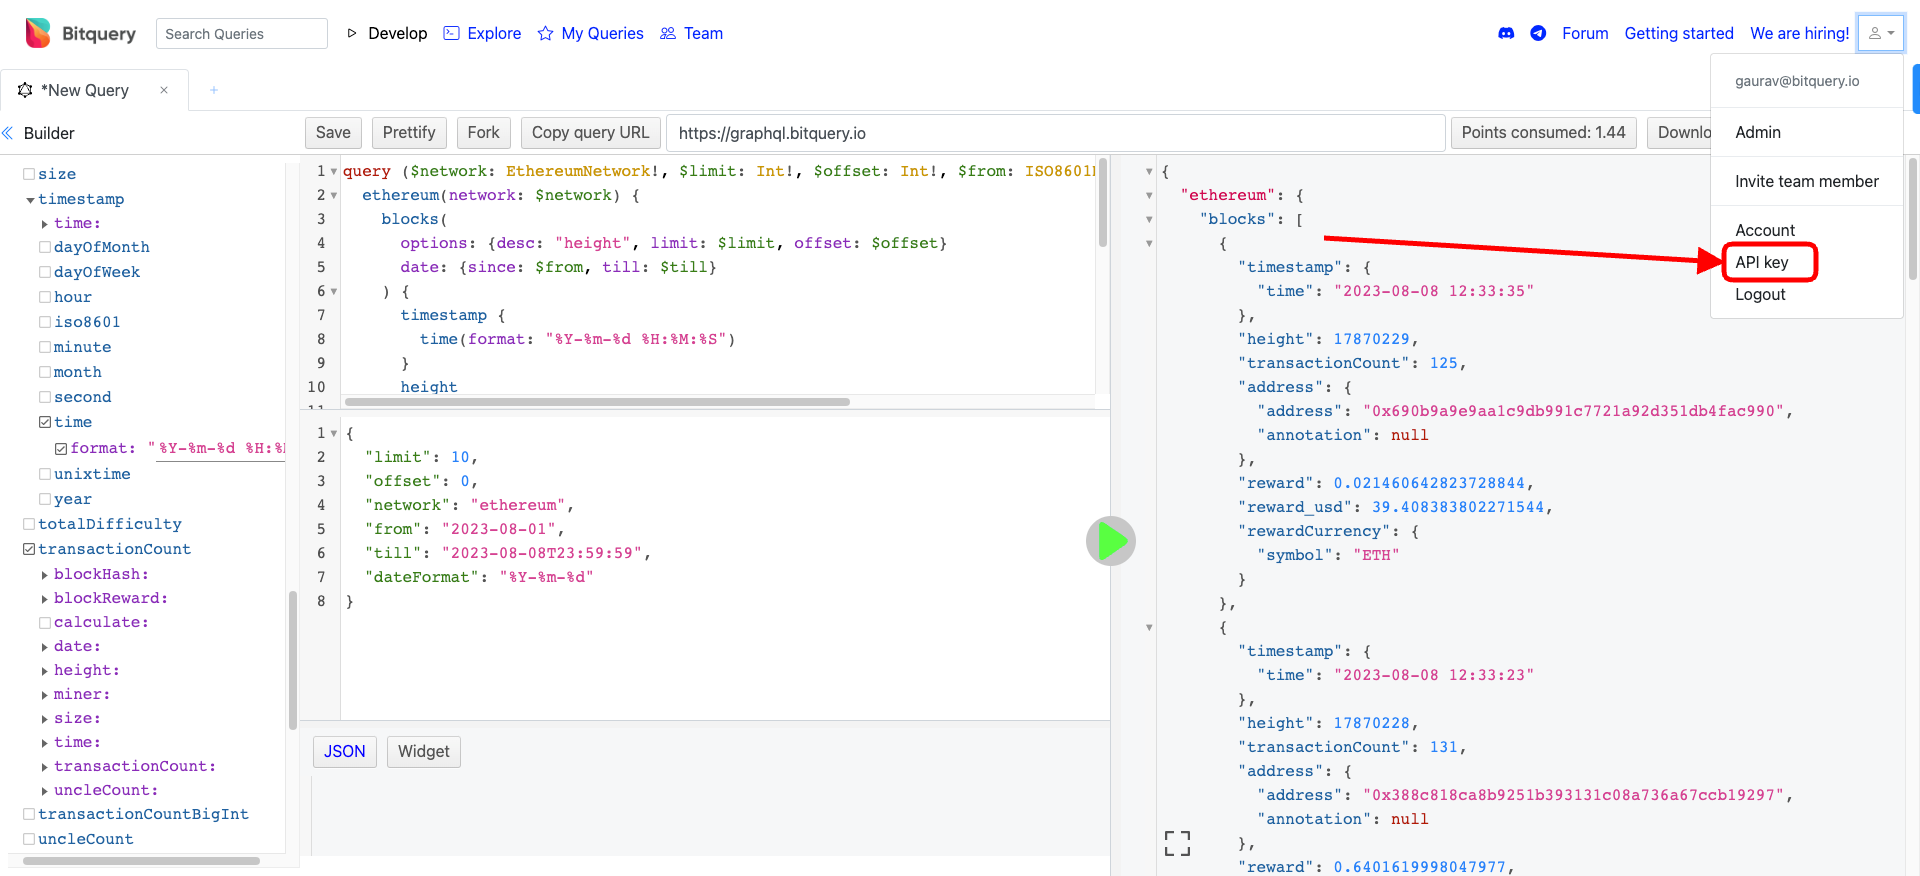 Bitquery
Search Queries
Develop
Explore
My Queries
Team
Forum
Getting started
We are hiring!
*New Query
×
+
gaurav@bitquery.io
Admin
Invite team member
Account
API key
Logout
Builder
Save
Prettify
Fork
Copy query URL
https://graphql.bitquery.io
Points consumed: 1.44
Downlo
size
timestamp
time:
dayOfMonth
dayOfWeek
hour
iso8601
minute
month
second
time
format: "%Y-%m-%d %H:%
unixtime
year
totalDifficulty
transactionCount
blockHash:
blockReward:
calculate:
date:
height:
miner:
size:
time:
transactionCount:
uncleCount:
transactionCountBigInt
uncleCount
1 query ($network: EthereumNetwork!, $limit: Int!, $offset: Int!, $from: ISO8601
2 ethereum(network: $network) {
3 blocks(
4 options: {desc: "height", limit: $limit, offset: $offset}
5 date: {since: $from, till: $till}
6 ) {
7 timestamp {
8 time(format: "%Y-%m-%d %H:%M:%S")
9 }
10 height
11
1 {
2 "limit": 10,
3 "offset": 0,
4 "network": "ethereum",
5 "from": "2023-08-01",
6 "till": "2023-08-08T23:59:59",
7 "dateFormat": "%Y-%m-%d"
8 }
JSON
Widget
{
"ethereum": {
"blocks": [
{
"timestamp": {
"time": "2023-08-08 12:33:35"
},
"height": 17870229,
"transactionCount": 125,
"address": {
"address": "0x690b9a9e9aa1c9db991c7721a92d351db4fac990",
"annotation": null
},
"reward": 0.021460642823728844,
"reward_usd": 39.408383802271544,
"rewardCurrency": {
"symbol": "ETH"
}
},
{
"timestamp": {
"time": "2023-08-08 12:33:23"
},
"height": 17870228,
"transactionCount": 131,
"address": {
"address": "0x388c818ca8b9251b393131c08a736a67ccb19297",
"annotation": null
},
"reward": 0.6401619998047977,